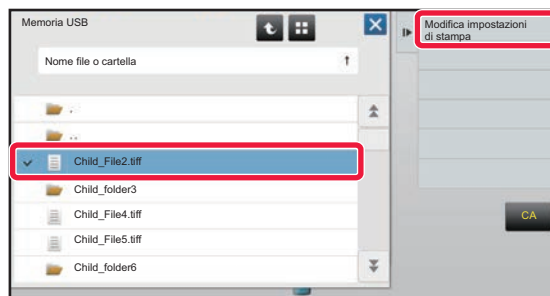 Memoria USB
Nome file o cartella
.
..
Child_File2.tiff
Child_folder3
Child_File4.tiff
Child_File5.tiff
Child_folder6
Modifica impostazioni
di stampa
CA